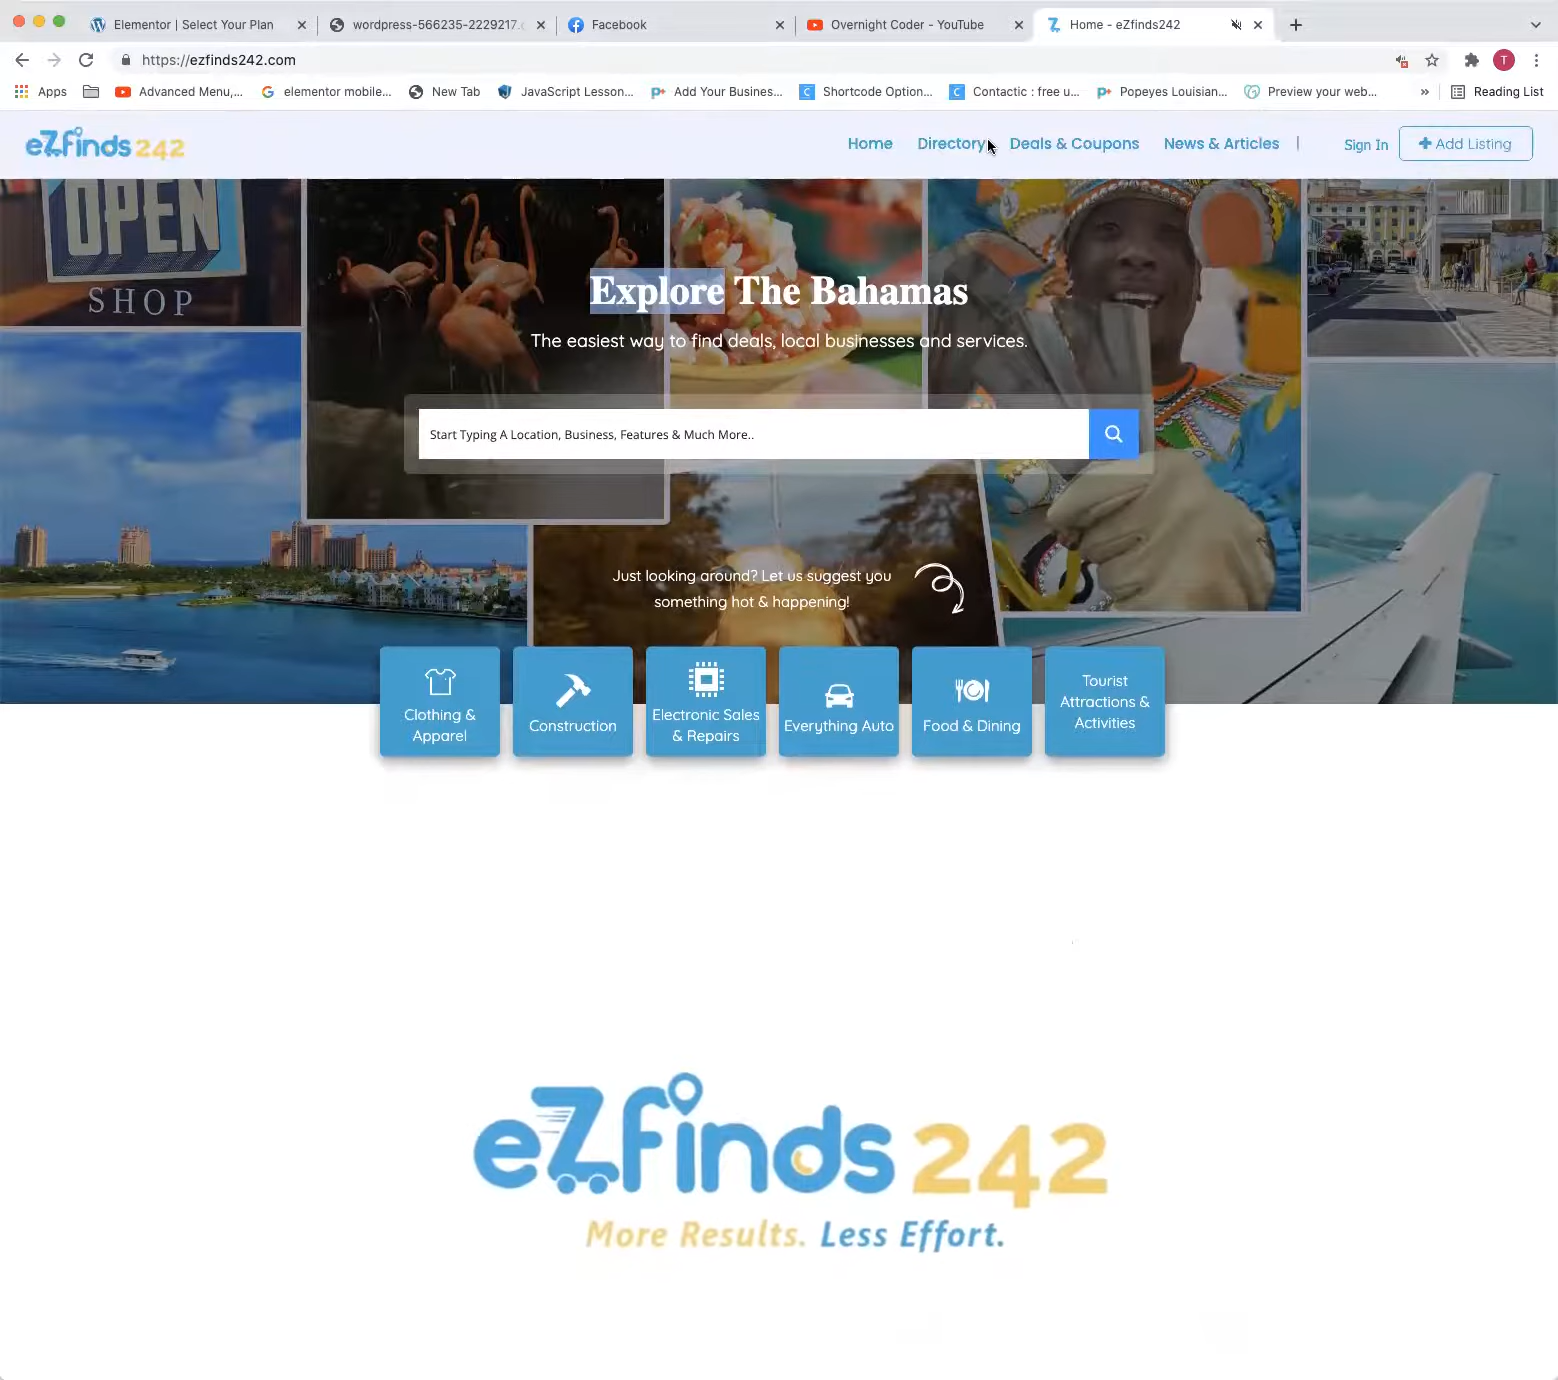 Elementor | Select Your Plan
wordpress-566235-2229217.c
Facebook
Overnight Coder - YouTube
Home - eZfinds242
https://ezfinds242.com
T
Apps
Advanced Menu,...
elementor mobile...
New Tab
JavaScript Lesson...
Add Your Busines...
Shortcode Option...
Contactic : free u...
Popeyes Louisian...
Preview your web...
»
Reading List
eZfinds 242
Home
Directory
Deals & Coupons
News & Articles
|
Sign In
+ Add Listing
OPEN
SHOP
Explore The Bahamas
The easiest way to find deals, local businesses and services.
Start Typing A Location, Business, Features & Much More..
Just looking around? Let us suggest you
something hot & happening!
Clothing &
Apparel
Construction
Electronic Sales
& Repairs
Everything Auto
Food & Dining
Tourist
Attractions &
Activities
eZfinds 242
More Results. Less Effort.